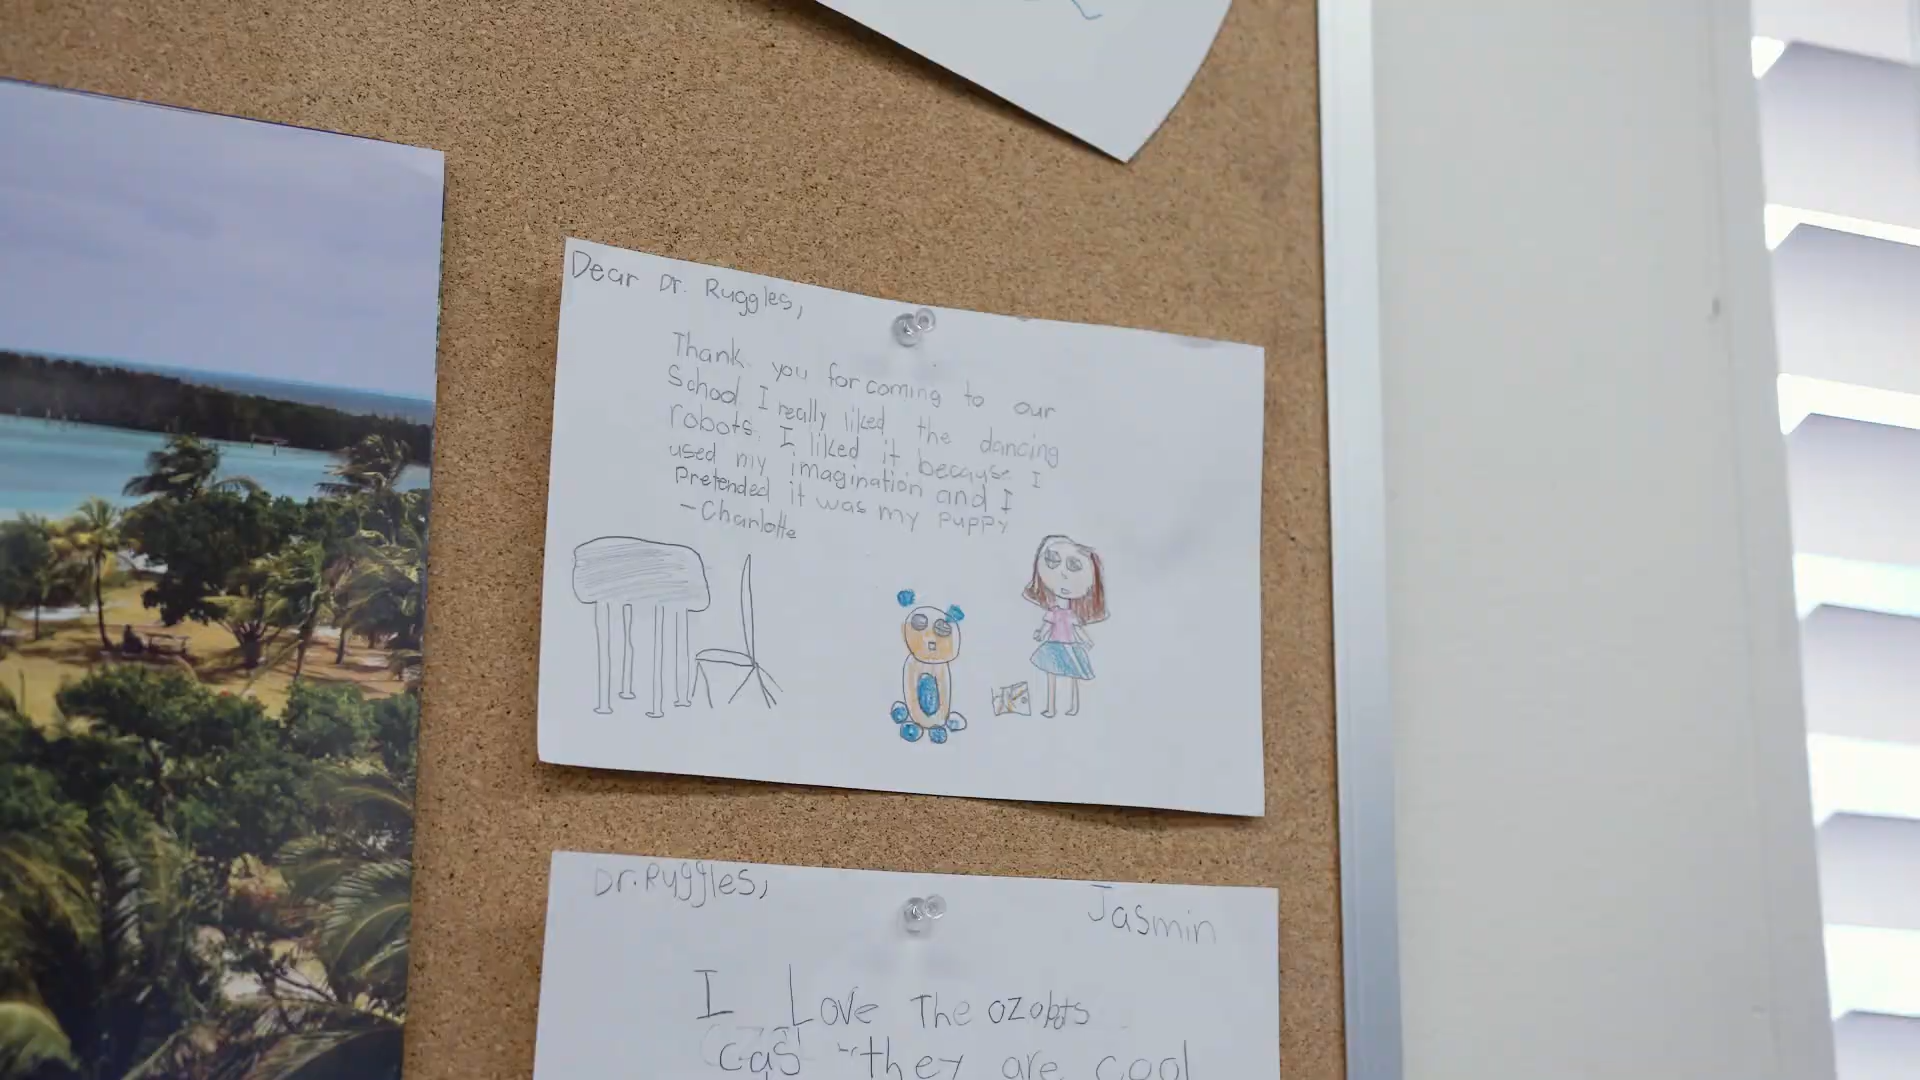 Dear Dr. Ruggles,
Thank you for coming to our
School. I really liked the dancing
robots. I liked it because I
used my imagination and I
Pretended it was my puppy
-Charlotte
Dr. Ruggles,
Jasmin
I Love The ozobts
cas they are cool